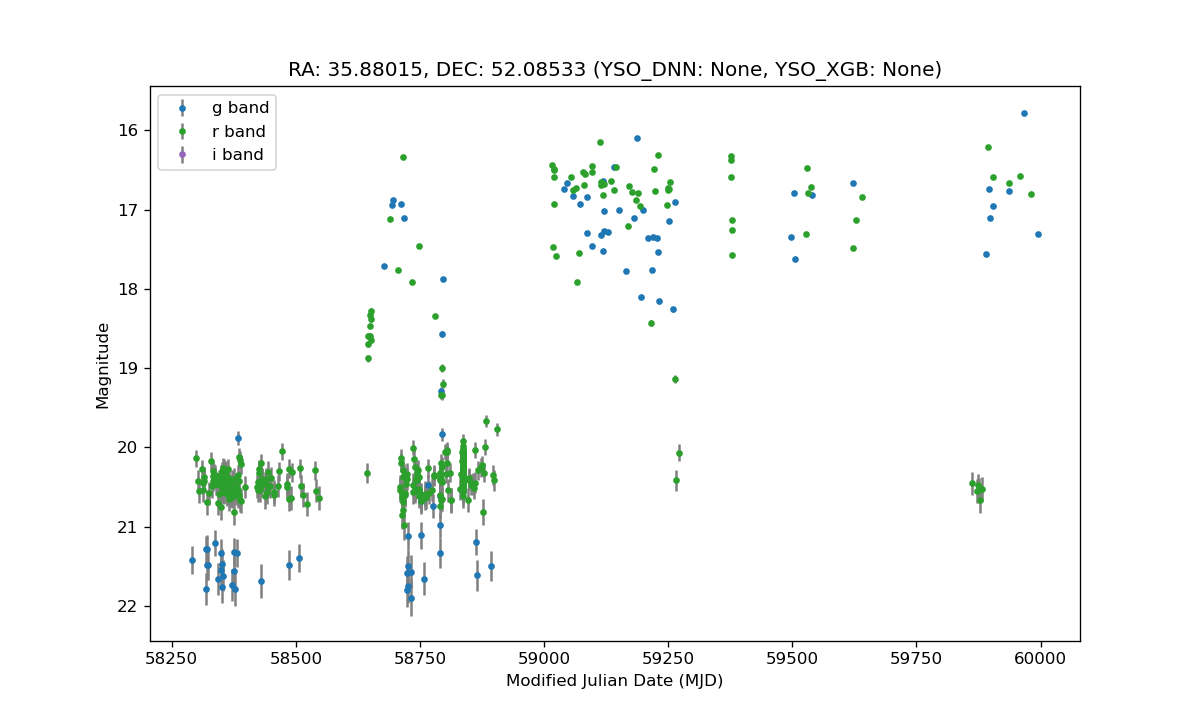 RA: 35.88015, DEC: 52.08533 (YSO_DNN: None, YSO_XGB: None)
g band
r band
i band
16
17
18
19
20
21
22
Magnitude
58250 58500 58750 59000 59250 59500 59750 60000
Modified Julian Date (MJD)